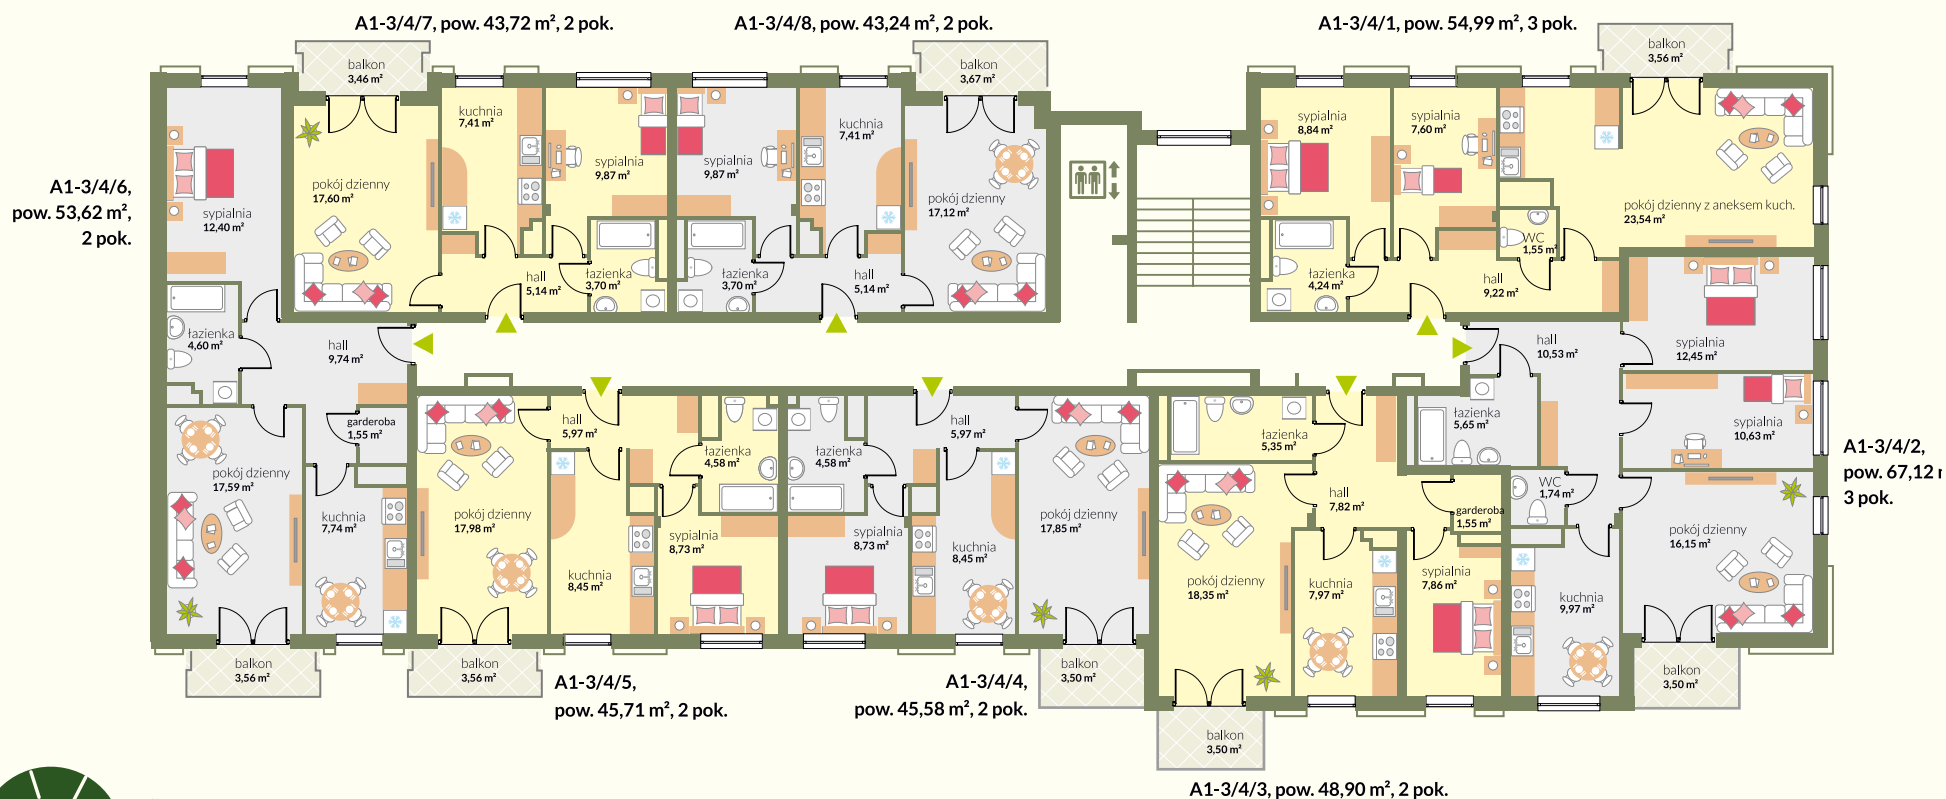 A1-3/4/7, pow. 43,72 m², 2 pok.
A1-3/4/8, pow. 43,24 m², 2 pok.
A1-3/4/1, pow. 54,99 m², 3 pok.
balkon
3,46 m²
balkon
3,67 m²
balkon
3,56 m²
A1-3/4/6,
pow. 53,62 m²,
2 pok.
sypialnia
12,40 m²
pokój dzienny
17,60 m²
kuchnia
7,41 m²
sypialnia
9,87 m²
hall
5,14 m²
łazienka
3,70 m²
sypialnia
9,87 m²
kuchnia
7,41 m²
pokój dzienny
17,12 m²
łazienka
3,70 m²
hall
5,14 m²
sypialnia
8,84 m²
sypialnia
7,60 m²
pokój dzienny z aneksem kuch.
23,54 m²
WC
1,55 m²
łazienka
4,24 m²
hall
9,22 m²
łazienka
4,60 m²
hall
9,74 m²
garderoba
1,55 m²
pokój dzienny
17,59 m²
kuchnia
7,74 m²
balkon
3,56 m²
hall
5,97 m²
łazienka
4,58 m²
pokój dzienny
17,98 m²
kuchnia
8,45 m²
sypialnia
8,73 m²
balkon
3,56 m²
A1-3/4/5,
pow. 45,71 m², 2 pok.
łazienka
4,58 m²
hall
5,97 m²
sypialnia
8,73 m²
kuchnia
8,45 m²
pokój dzienny
17,85 m²
balkon
3,50 m²
A1-3/4/4,
pow. 45,58 m², 2 pok.
łazienka
5,35 m²
hall
7,82 m²
garderoba
1,55 m²
pokój dzienny
18,35 m²
kuchnia
7,97 m²
sypialnia
7,86 m²
balkon
3,50 m²
A1-3/4/3, pow. 48,90 m², 2 pok.
hall
10,53 m²
sypialnia
12,45 m²
łazienka
5,65 m²
sypialnia
10,63 m²
WC
1,74 m²
pokój dzienny
16,15 m²
kuchnia
9,97 m²
balkon
3,50 m²
A1-3/4/2,
pow. 67,12
3 pok.